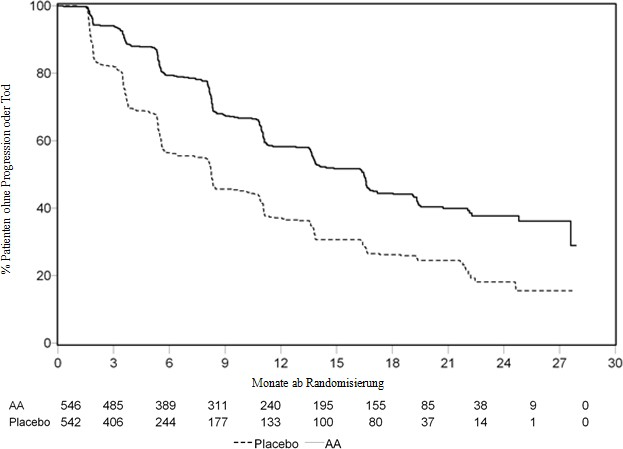 % Patienten ohne Progression oder Tod
100
80
60
40
20
0
0 3 6 9 12 15 18 21 24 27 30
Monate ab Randomisierung
AA 546 485 389 311 240 195 155 85 38 9 0
Placebo 542 406 244 177 133 100 80 37 14 1 0
Placebo AA